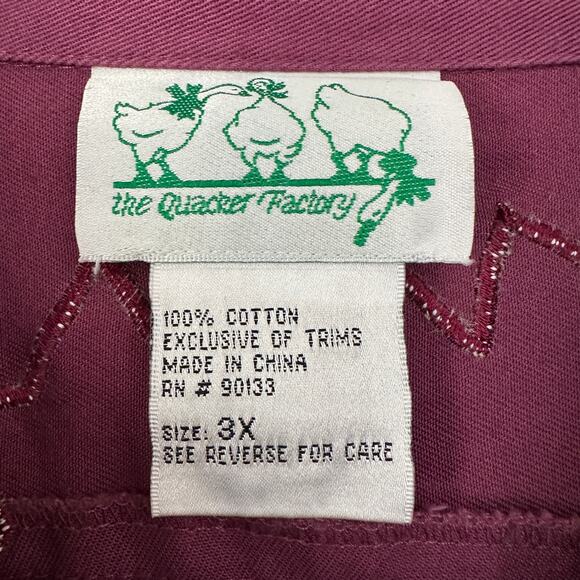 the Quacker Factory
100% COTTON
EXCLUSIVE OF TRIMS
MADE IN CHINA
RN # 90133
SIZE: 3X
SEE REVERSE FOR CARE